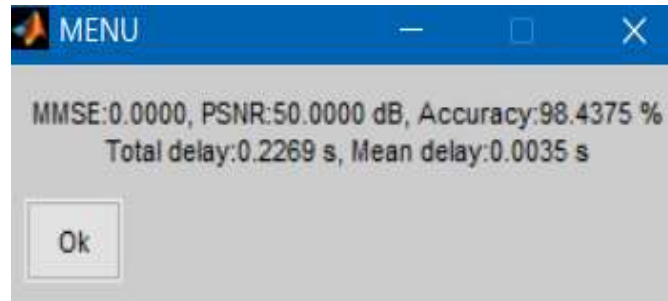 MENU
MMSE:0.0000, PSNR:50.0000 dB, Accuracy:98.4375 %
Total delay:0.2269 s, Mean delay:0.0035 s
Ok